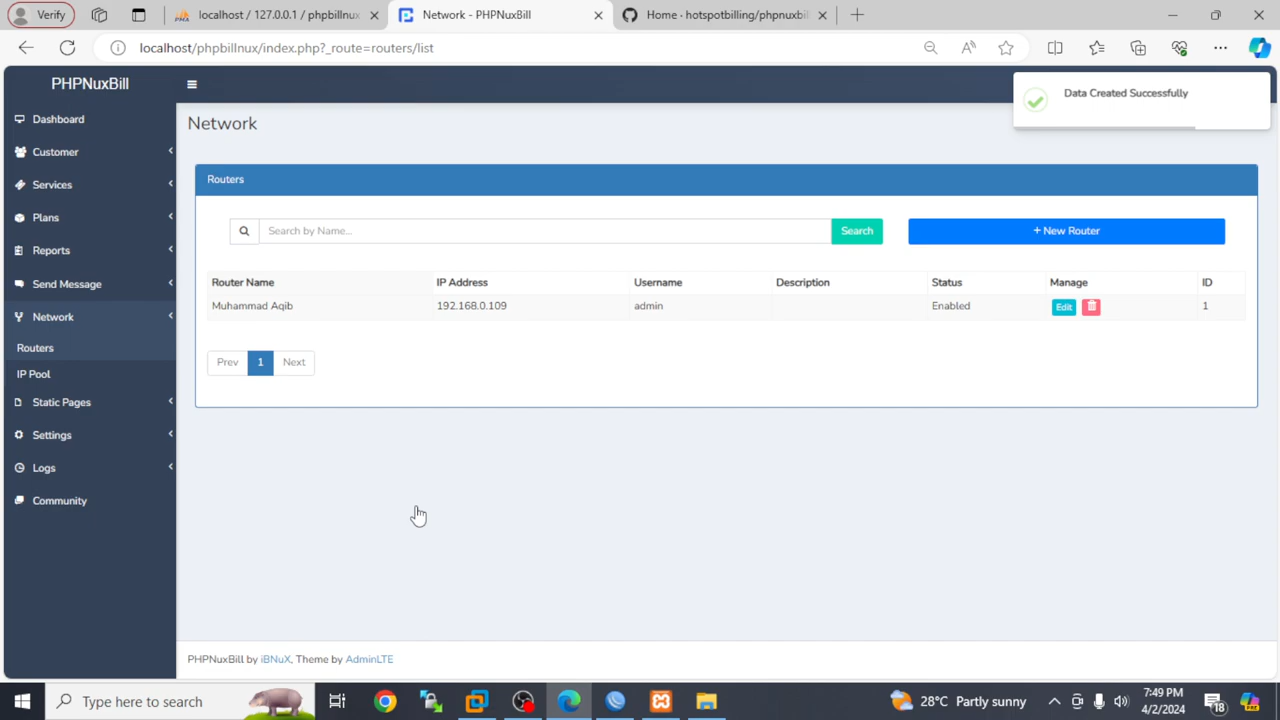 Verify
localhost / 127.0.0.1 / phpbillnux
Network - PHPNuxBill
Home · hotspotbilling/phpnuxbil
localhost/phpbillnux/index.php?_route=routers/list
PHPNuxBill
Data Created Successfully
Network
Dashboard
Customer
Services
Plans
Reports
Send Message
Network
Routers
IP Pool
Static Pages
Settings
Logs
Community
Routers
Search by Name...
Search
+ New Router
Router Name IP Address Username Description Status Manage ID
Muhammad Aqib 192.168.0.109 admin Enabled Edit 1
Prev 1 Next
PHPNuxBill by iBNuX, Theme by AdminLTE
Type here to search
28°C Partly sunny
7:49 PM
4/2/2024
18